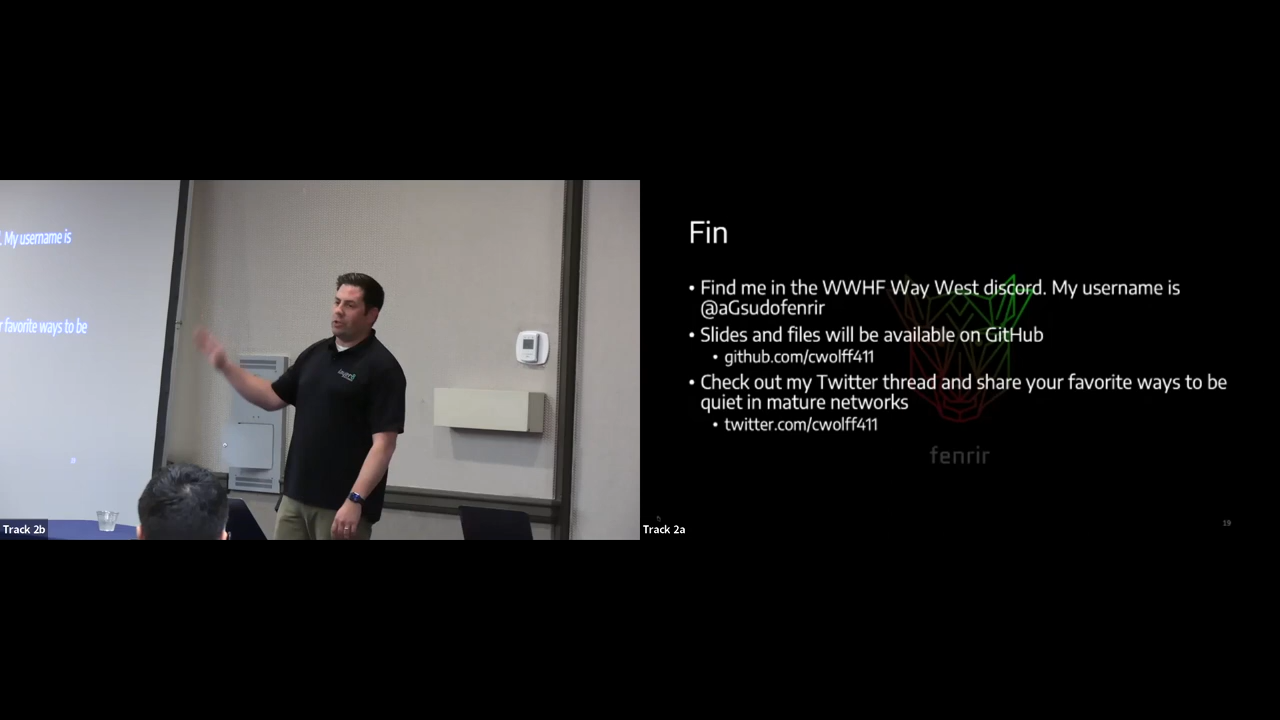 . My username is
r favorite ways to be
Track 2b
Fin
• Find me in the WWHF Way West discord. My username is
@aGsudofenrir
• Slides and files will be available on GitHub
• github.com/cwolff411
• Check out my Twitter thread and share your favorite ways to be
quiet in mature networks
• twitter.com/cwolff411
fenrir
19
Track 2a